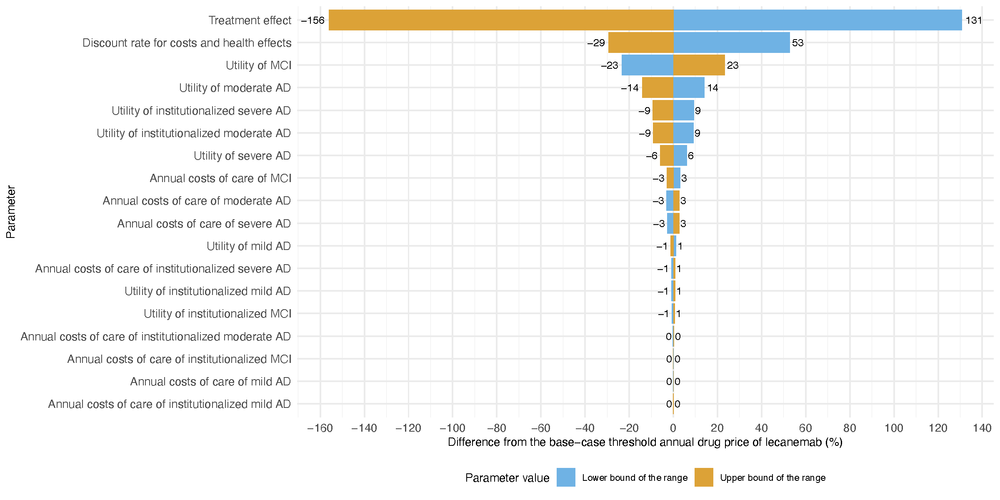 Treatment effect −156 131
Discount rate for costs and health effects −29 53
Utility of MCI −23 23
Utility of moderate AD −14 14
Utility of institutionalized severe AD −9 9
Utility of institutionalized moderate AD −9 9
Utility of severe AD −6 6
Annual costs of care of MCI −3 3
Annual costs of care of moderate AD −3 3
Annual costs of care of severe AD −3 3
Utility of mild AD −1 1
Annual costs of care of institutionalized severe AD −1 1
Utility of institutionalized mild AD −1 1
Utility of institutionalized MCI −1 1
Annual costs of care of institutionalized moderate AD 0 0
Annual costs of care of institutionalized MCI 0 0
Annual costs of care of mild AD 0 0
Annual costs of care of institutionalized mild AD 0 0
Parameter
−160 −140 −120 −100 −80 −60 −40 −20 0 20 40 60 80 100 120 140
Difference from the base−case threshold annual drug price of lecanemab (%)
Parameter value Lower bound of the range Upper bound of the range